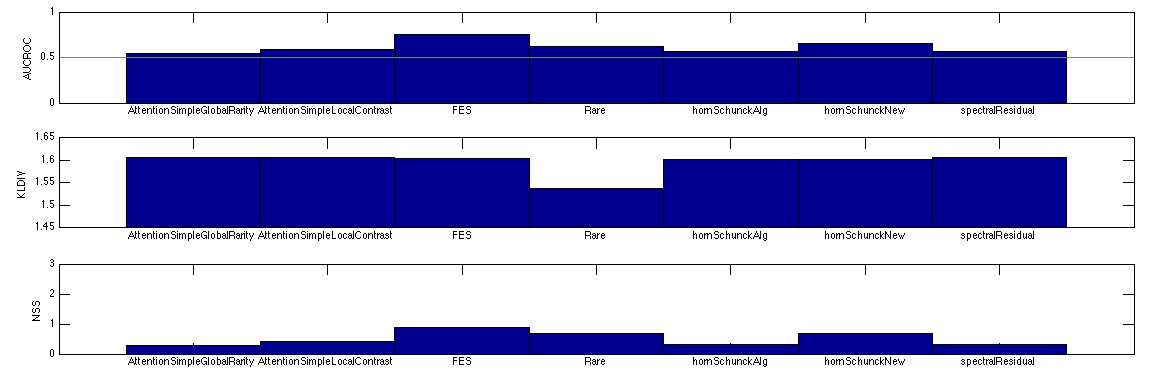 1
AUCROC
0.5
0
AttentionSimpleGlobalRarity AttentionSimpleLocalContrast FES Rare hornSchunckAlg hornSchunckNew spectralResidual
1.65
1.6
KLDIV
1.55
1.5
1.45
AttentionSimpleGlobalRarity AttentionSimpleLocalContrast FES Rare hornSchunckAlg hornSchunckNew spectralResidual
3
2
NSS
1
0
AttentionSimpleGlobalRarity AttentionSimpleLocalContrast FES Rare hornSchunckAlg hornSchunckNew spectralResidual